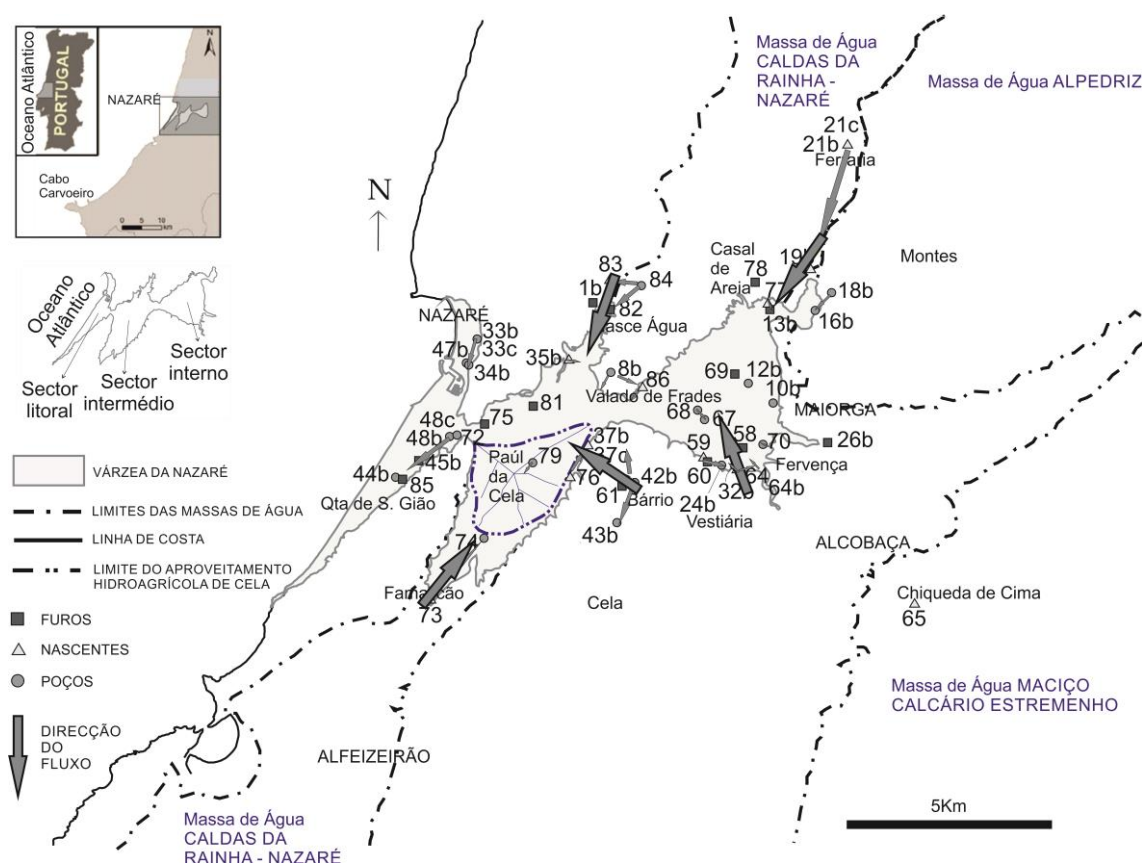 Oceano Atlântico
PORTUGAL
N
NAZARÉ
Cabo
Carvoeiro
0 5 10
km
Oceano
Atlântico
Sector
litoral
Sector
intermédio
Sector
interno
VÁRZEA DA NAZARÉ
LIMITES DAS MASSAS DE ÁGUA
LINHA DE COSTA
LIMITE DO APROVEITAMENTO
HIDROAGRÍCOLA DE CELA
FUROS
NASCENTES
POÇOS
DIRECÇÃO
DO
FLUXO
N
Massa de Água
CALDAS DA
RAINHA -
NAZARÉ
Massa de Água ALPEDRIZ
21c
21b
Ferraria
Montes
Casal
de
Areia
78
77
13b
18b
16b
83
84
1b
82
NAZARÉ
33b
33c
47b
34b
35b
8b
86
Valado de Frades
69
12b
10b
68
67
MAIORGA
81
75
48c
48b
72
45b
44b
85
Qta de S. Gião
Paúl
da
Cela
79
37b
76
61
42b
Bárrio
43b
59
60
58
70
26b
Fervença
64b
24b
Vestiária
74
73
Cela
ALCOBAÇA
Chiqueda de Cima
65
Massa de Água MACIÇO
CALCÁRIO ESTREMENHO
ALFEIZEIRÃO
Massa de Água
CALDAS DA
RAINHA - NAZARÉ
5Km